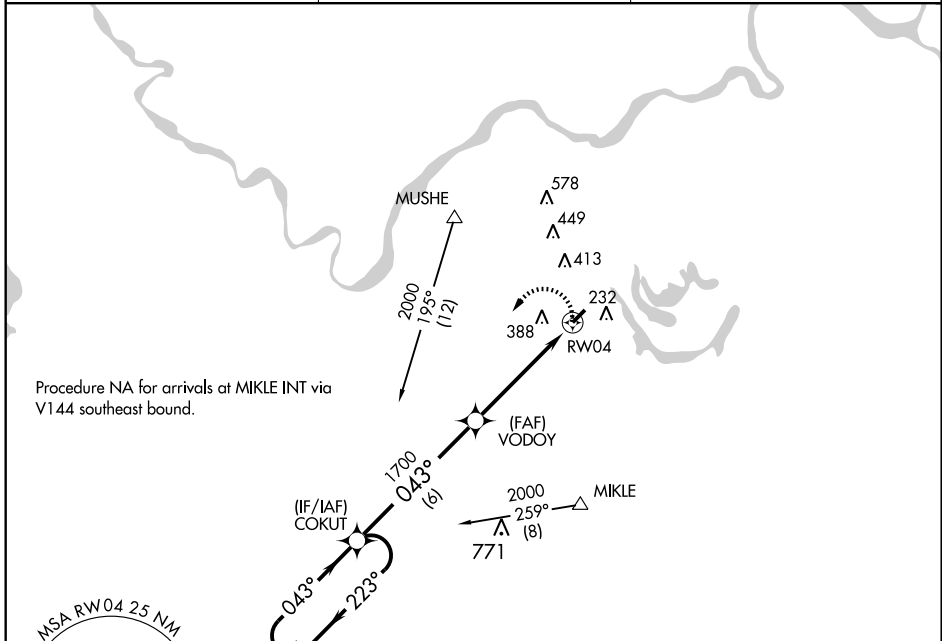 578
MUSHE
449
413
2000
195°
(12)
232
388
RW04
Procedure NA for arrivals at MIKLE INT via
V144 southeast bound.
(FAF)
VODOY
1700
043°
(6)
(IF/IAF)
COKUT
2000
259°
(8)
MIKLE
771
043°
223°
MSA RW04 25 NM